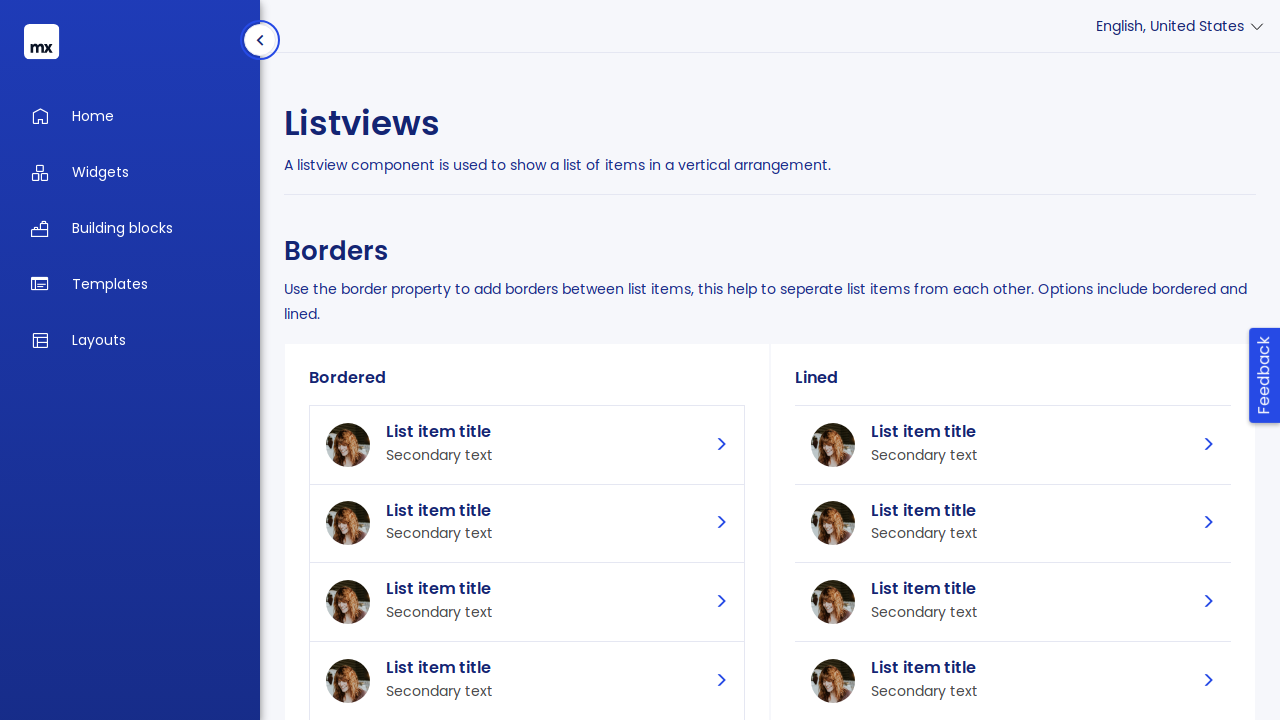 mx
Home
Widgets
Building blocks
Templates
Layouts
English, United States
Listviews
A listview component is used to show a list of items in a vertical arrangement.
Borders
Use the border property to add borders between list items, this help to seperate list items from each other. Options include bordered and
lined.
Bordered
List item title
Secondary text
List item title
Secondary text
List item title
Secondary text
List item title
Secondary text
Lined
List item title
Secondary text
List item title
Secondary text
List item title
Secondary text
List item title
Secondary text
Feedback